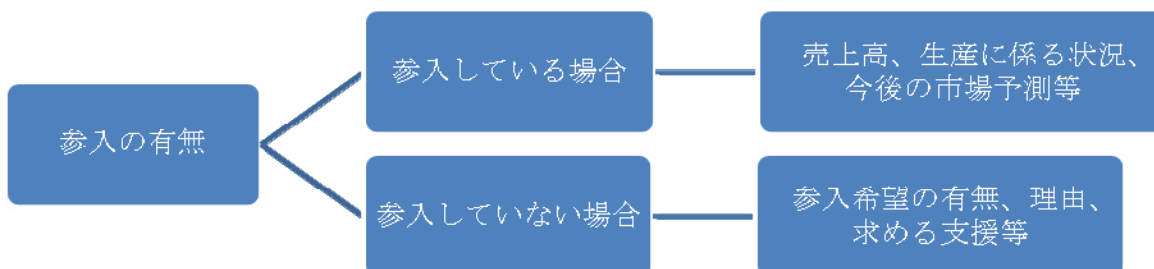 参入の有無
参入している場合
売上高、生産に係る状況、
今後の市場予測等
参入していない場合
参入希望の有無、理由、
求める支援等